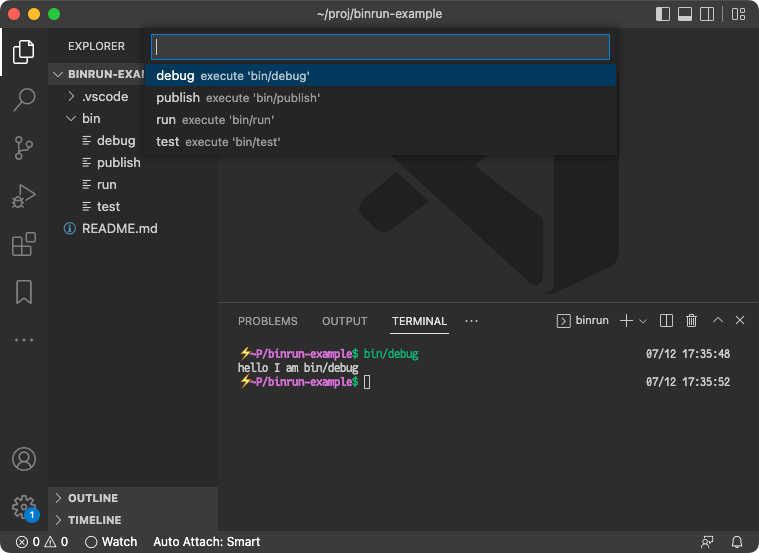 ~/proj/binrun-example
EXPLORER
BINRUN-EXA
.vscode
bin
debug
publish
run
test
README.md
OUTLINE
TIMELINE
debug execute 'bin/debug'
publish execute 'bin/publish'
run execute 'bin/run'
test execute 'bin/test'
PROBLEMS OUTPUT TERMINAL ··· binrun
⚡~P/binrun-example$ bin/debug 07/12 17:35:48
hello I am bin/debug
⚡~P/binrun-example$ 07/12 17:35:52
1
0 0 Watch Auto Attach: Smart